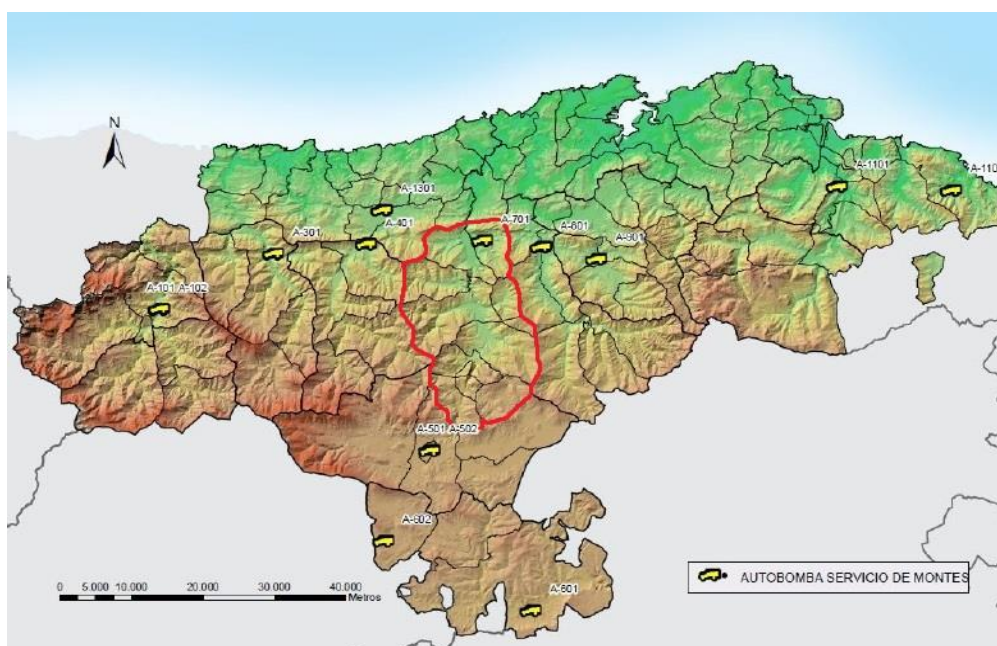 N
A-1101
A-110
A-1301
A-701
A-401
A-801
A-301
A-801
A-101 A-102
A-501 A-502
A-602
A-601
AUTOBOMBA SERVICIO DE MONTES
0 5.000 10.000 20.000 30.000 40.000
Metros